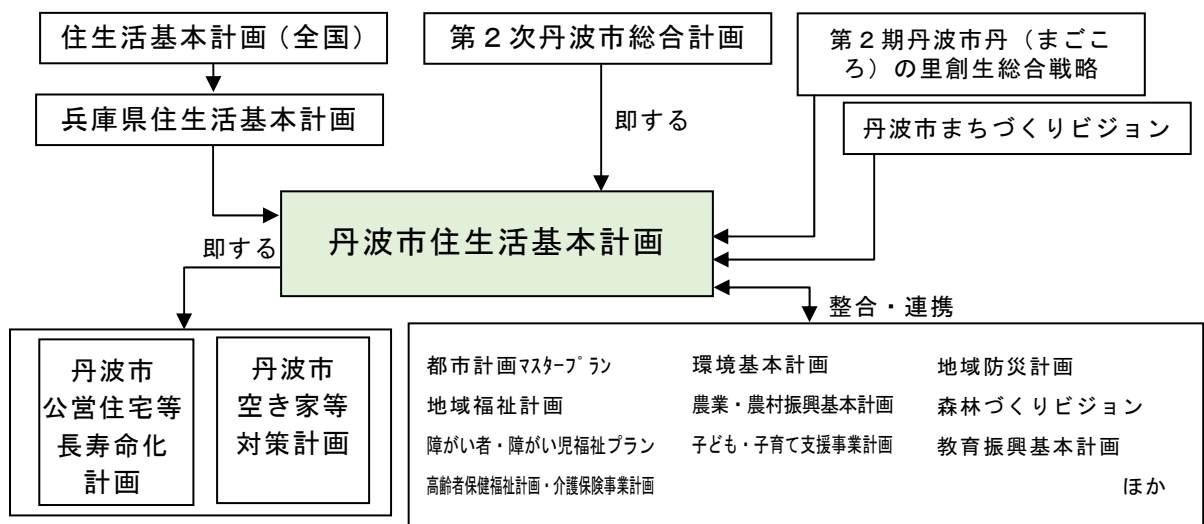 住生活基本計画（全国）
第２次丹波市総合計画
第２期丹波市丹（まごこ
ろ）の里創生総合戦略
兵庫県住生活基本計画
即する
丹波市まちづくりビジョン
丹波市住生活基本計画
即する
整合・連携
丹波市
公営住宅等
長寿命化
計画
丹波市
空き家等
対策計画
都市計画ﾏｽﾀｰﾌﾟﾗﾝ
環境基本計画
地域防災計画
地域福祉計画
農業・農村振興基本計画
森林づくりビジョン
障がい者・障がい児福祉プラン
子ども・子育て支援事業計画
教育振興基本計画
高齢者保健福祉計画・介護保険事業計画
ほか